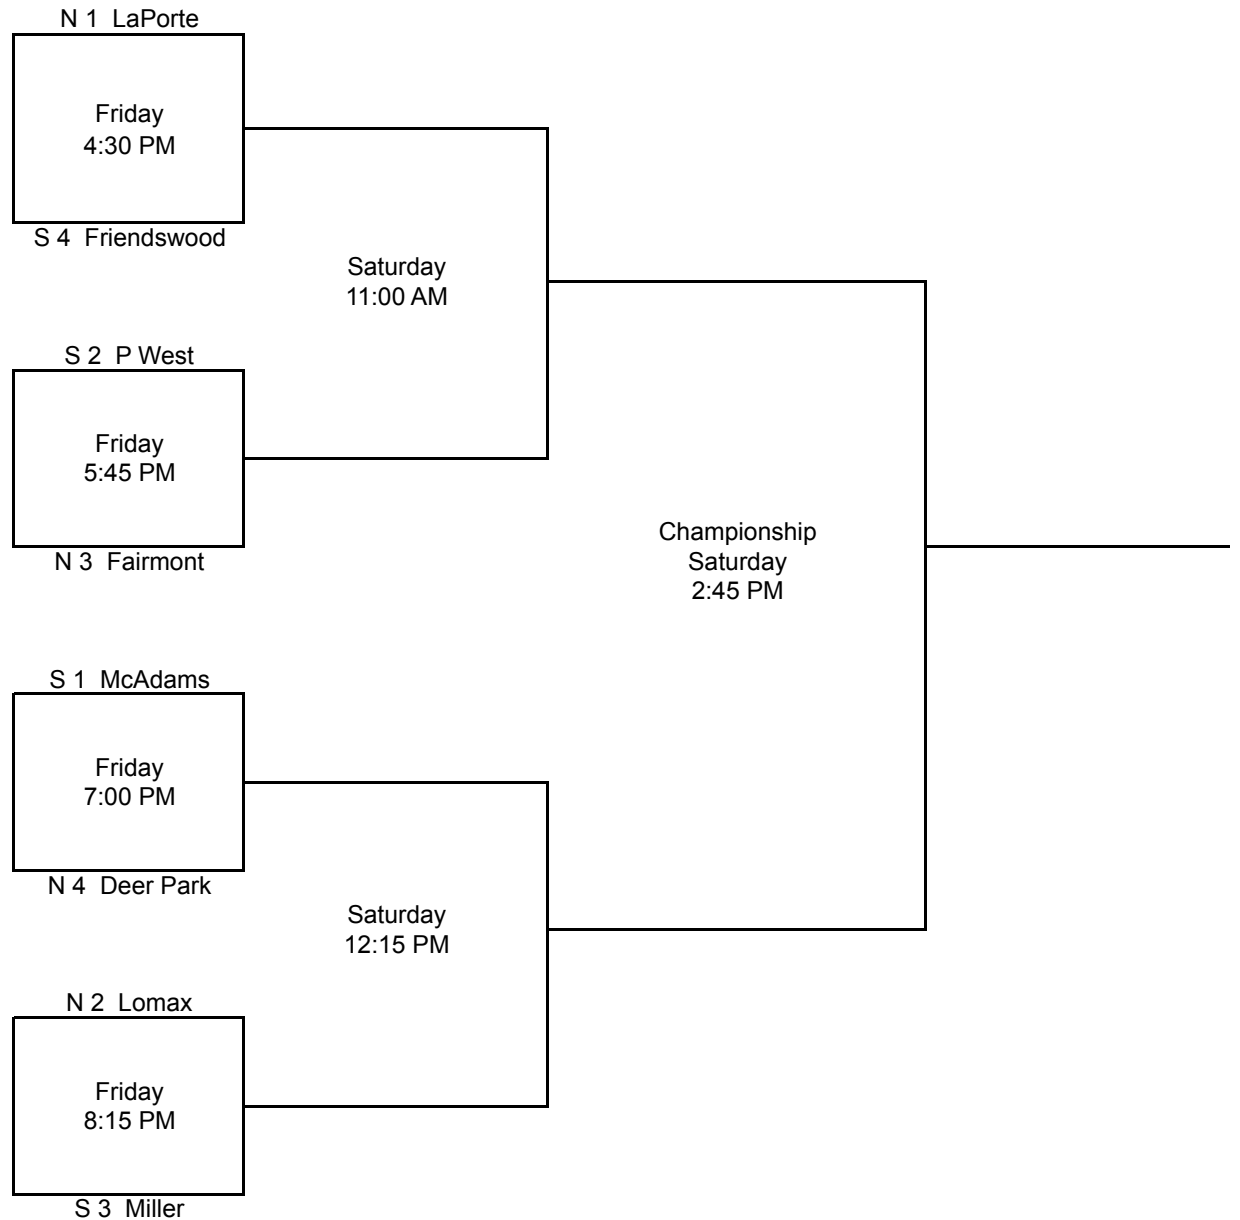 N 1 LaPorte
Friday
4:30 PM
S 4 Friendswood
Saturday
11:00 AM
S 2 P West
Friday
5:45 PM
N 3 Fairmont
Championship
Saturday
2:45 PM
S 1 McAdams
Friday
7:00 PM
N 4 Deer Park
Saturday
12:15 PM
N 2 Lomax
Friday
8:15 PM
S 3 Miller